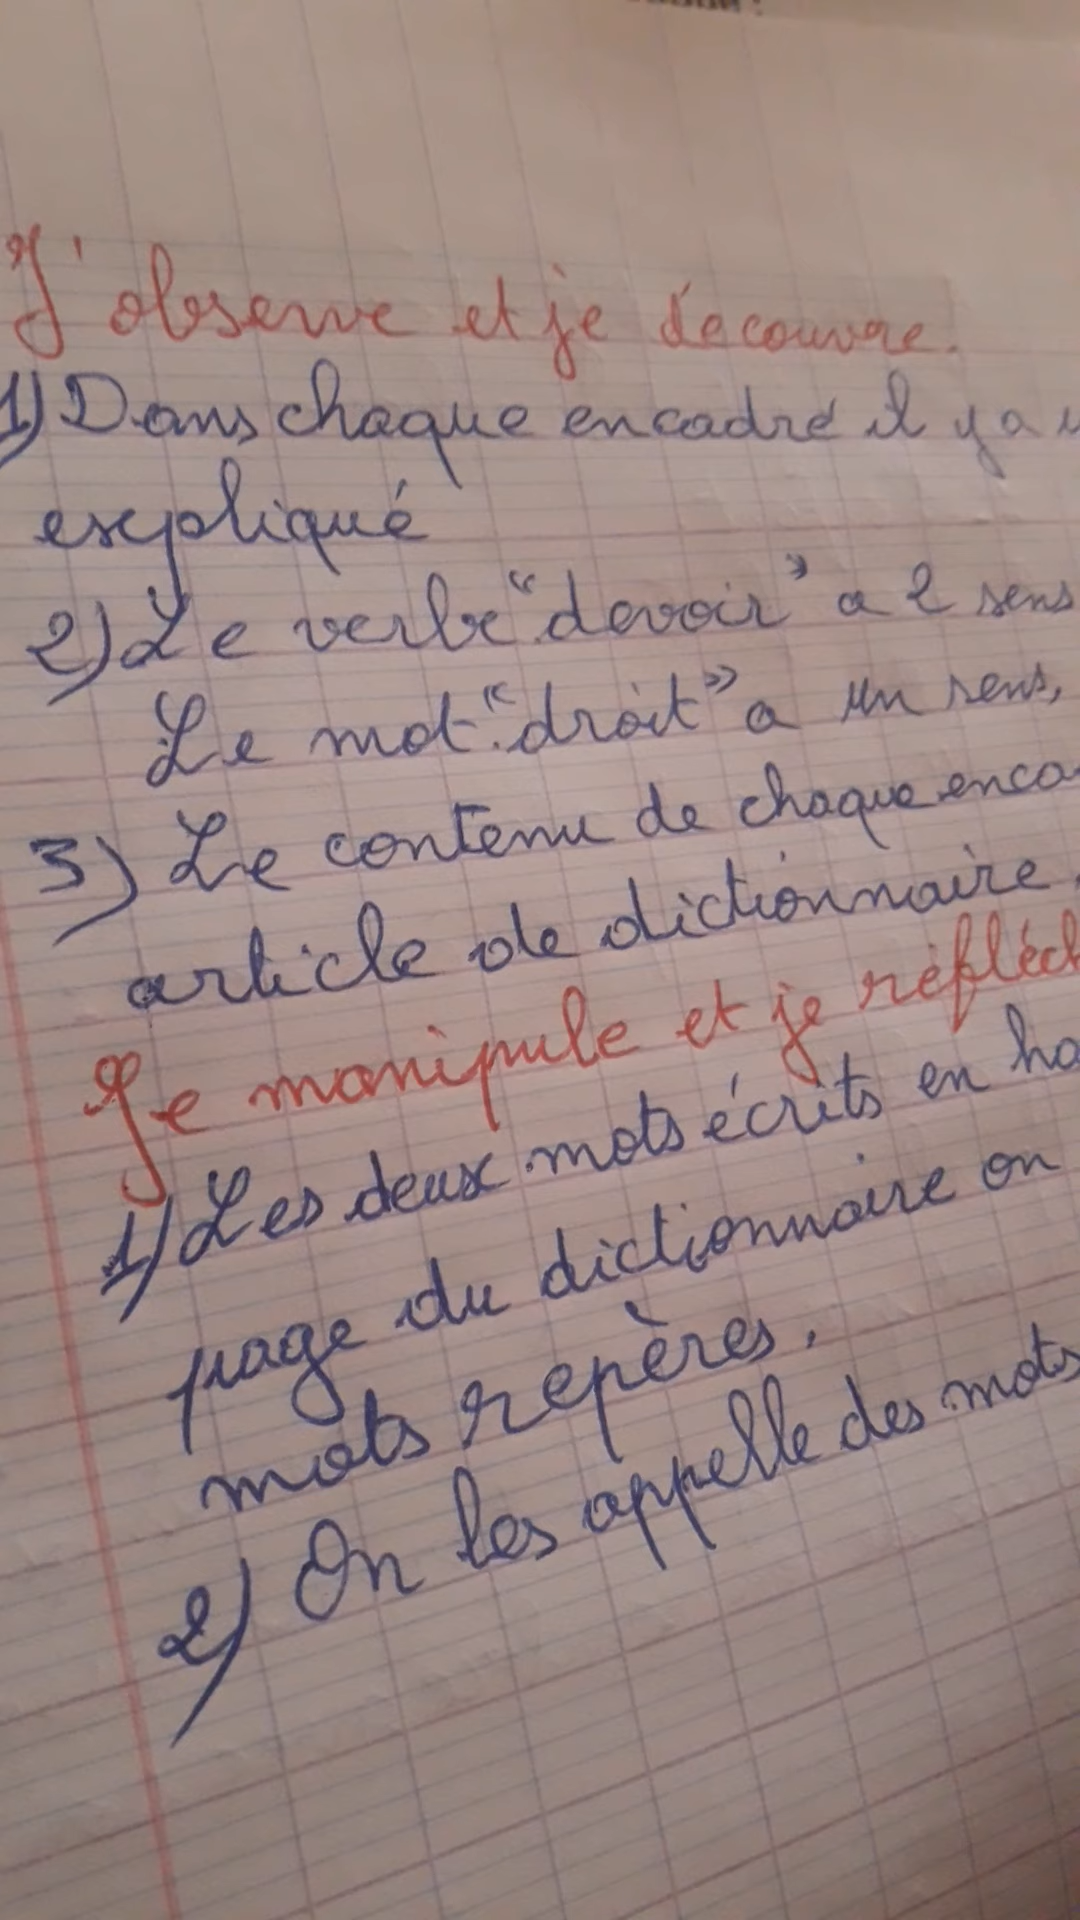 J'observe et je découvre.
1) Dans chaque encadré il y a
expliqué
2) Le verbe "devoir" a 2 sens
Le mot "droit" a un sens,
3) Le contenu de chaque enca
article de dictionnaire.
Je manipule et je réfléch
1) Les deux mots écrits en ha
page du dictionnaire on
mots repères.
2) On les appelle des mots